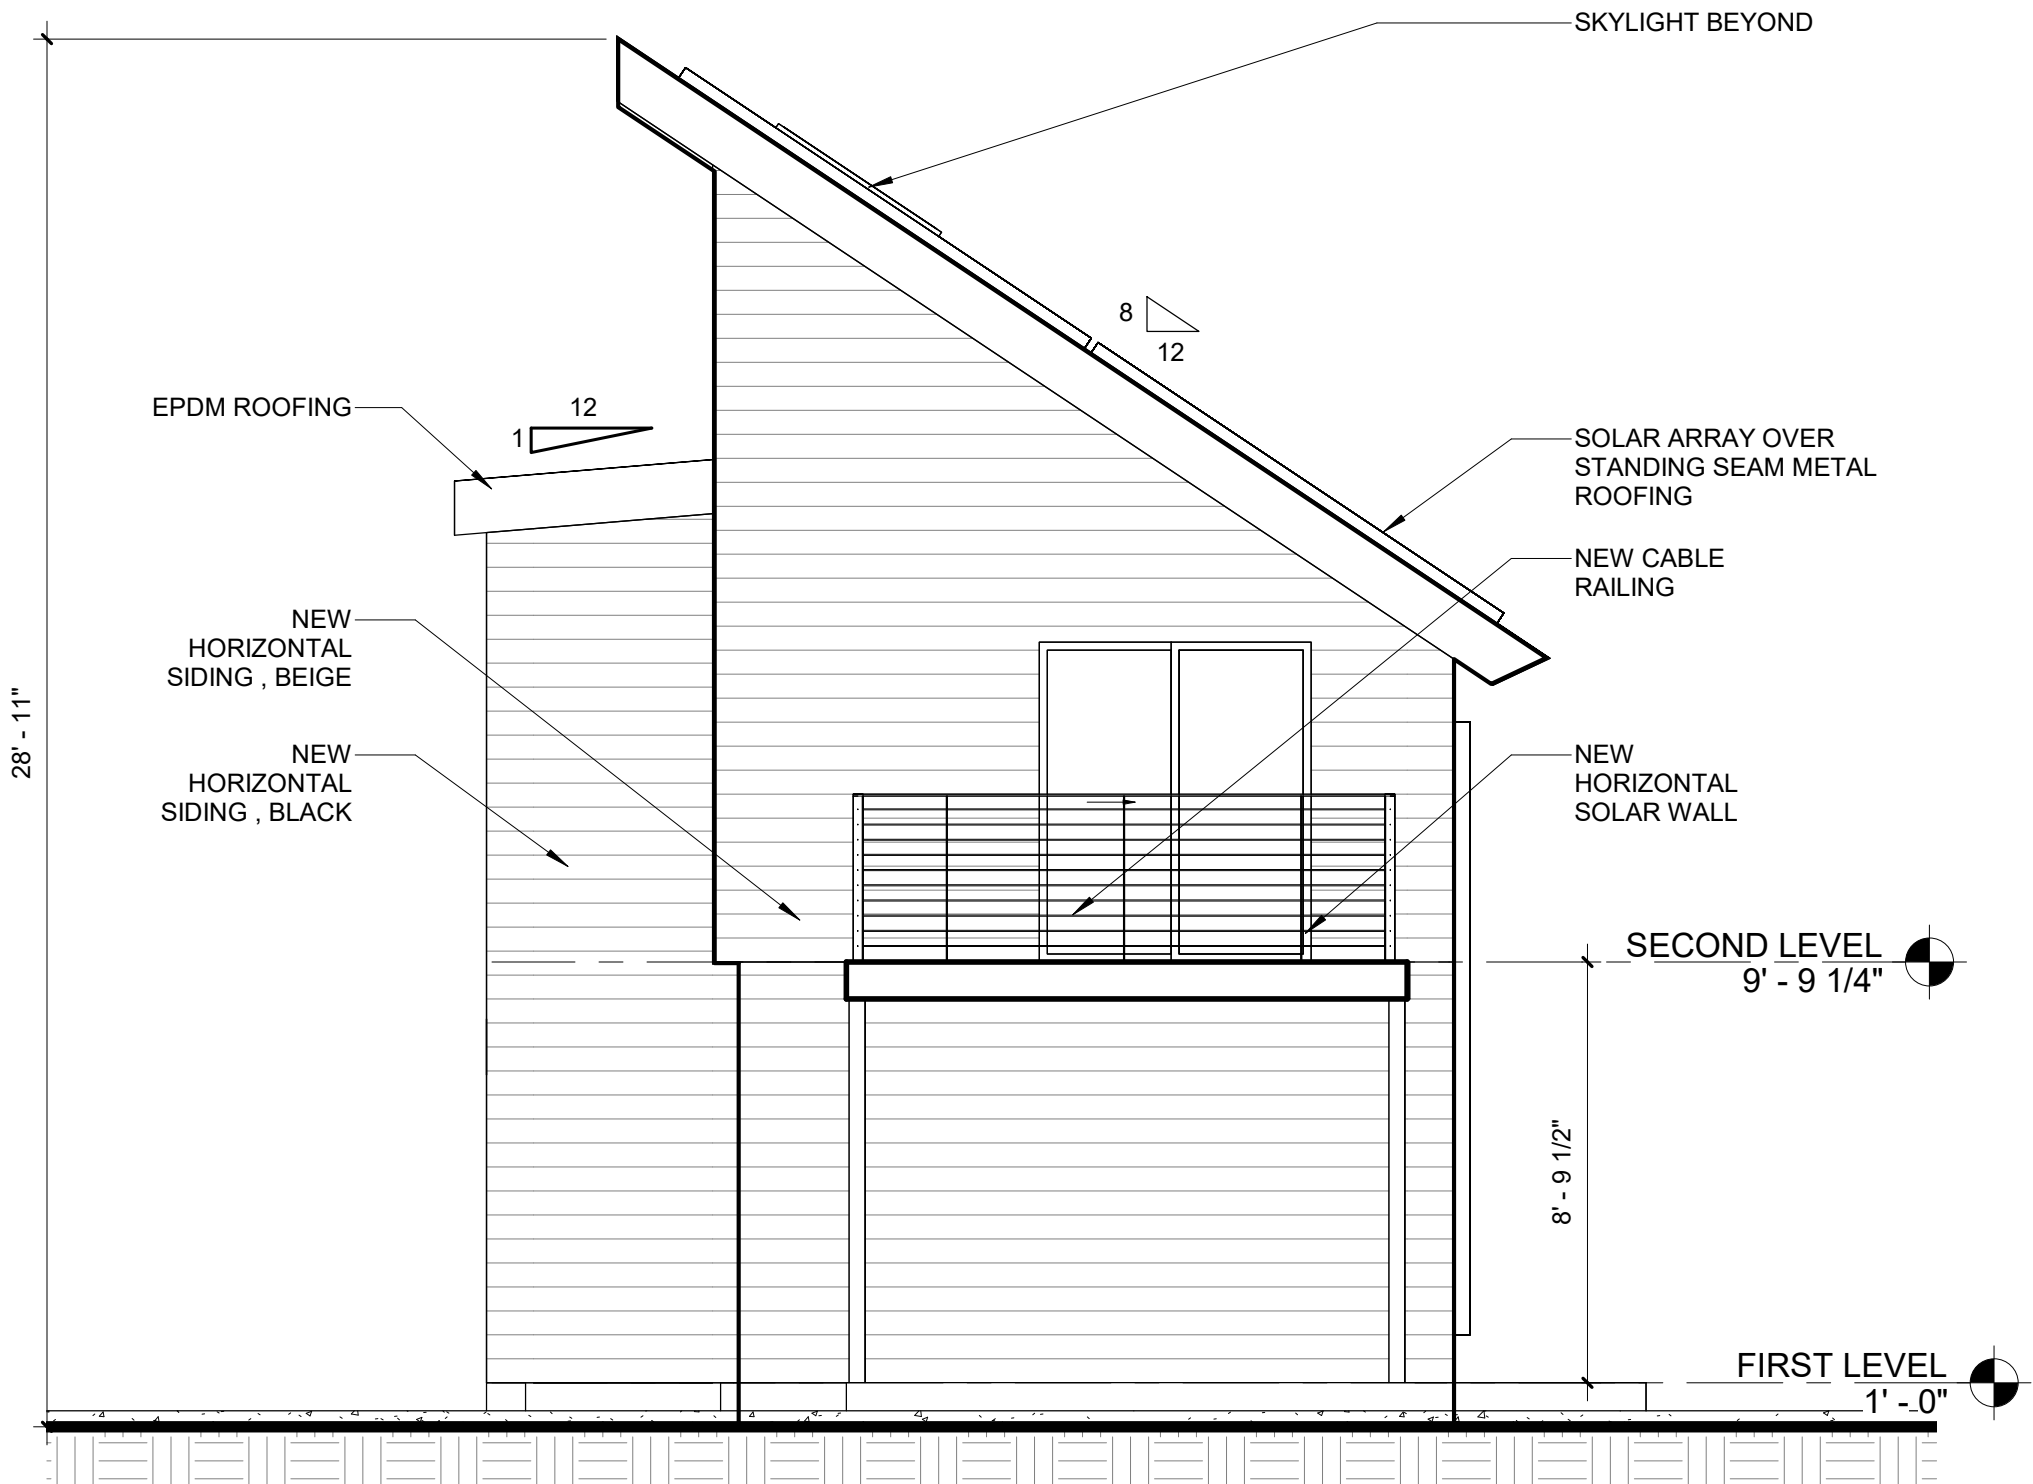 SKYLIGHT BEYOND
8
12
EPDM ROOFING
12
1
SOLAR ARRAY OVER
STANDING SEAM METAL
ROOFING
NEW CABLE
RAILING
NEW
HORIZONTAL
SIDING , BEIGE
28' - 11"
NEW
HORIZONTAL
SIDING , BLACK
NEW
HORIZONTAL
SOLAR WALL
SECOND LEVEL
9' - 9 1/4"
8' - 9 1/2"
FIRST LEVEL
1' - 0"